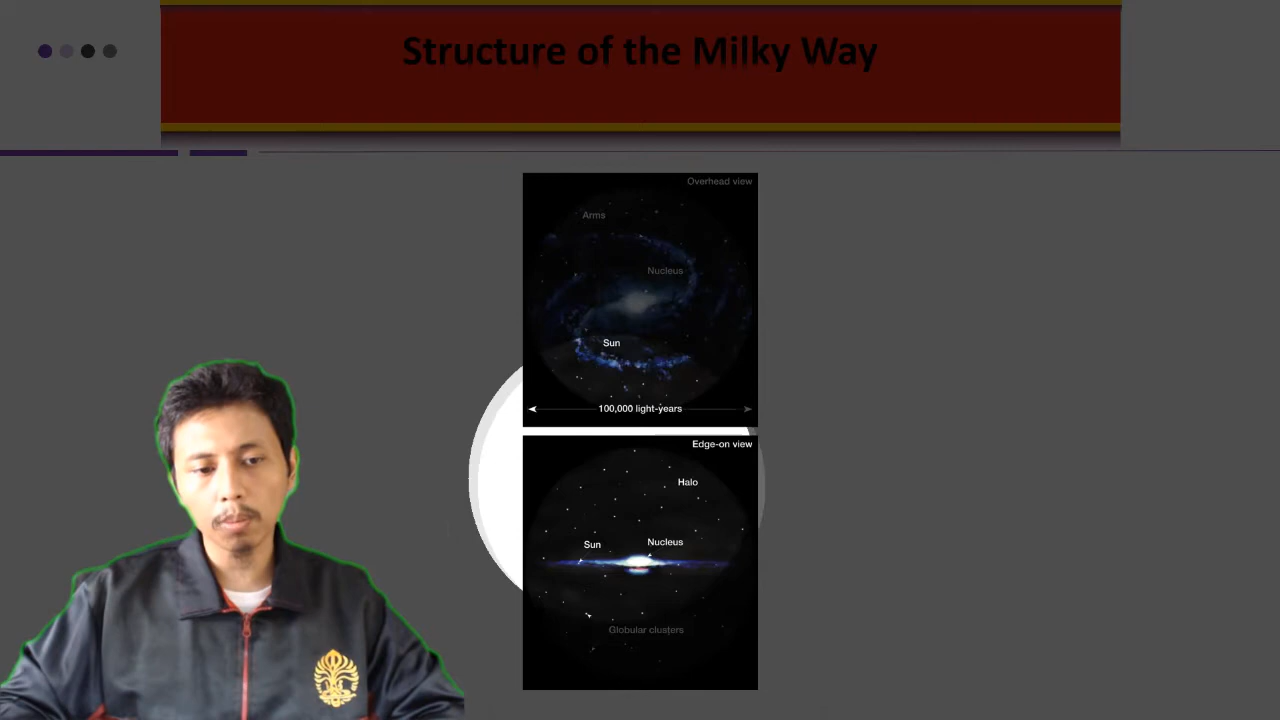 Structure of the Milky Way
Overhead view
Arms
Nucleus
Sun
100,000 light-years
Edge-on view
Halo
Sun
Nucleus
Globular clusters